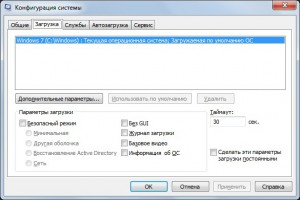 Конфигурация системы
Общие Загрузка Службы Автозагрузка Сервис
Windows 7 (C:\Windows) : Текущая операционная система; Загружаемая по умолчанию ОС
Дополнительные параметры... Использовать по умолчанию Удалить
Параметры загрузки
Таймаут:
Безопасный режим Без GUI 30 сек.
Минимальная Журнал загрузки
Другая оболочка Базовое видео
Восстановление Active Directory Информация об ОС Сделать эти параметры загрузки постоянными
Сеть
ОК Отмена Применить Справка